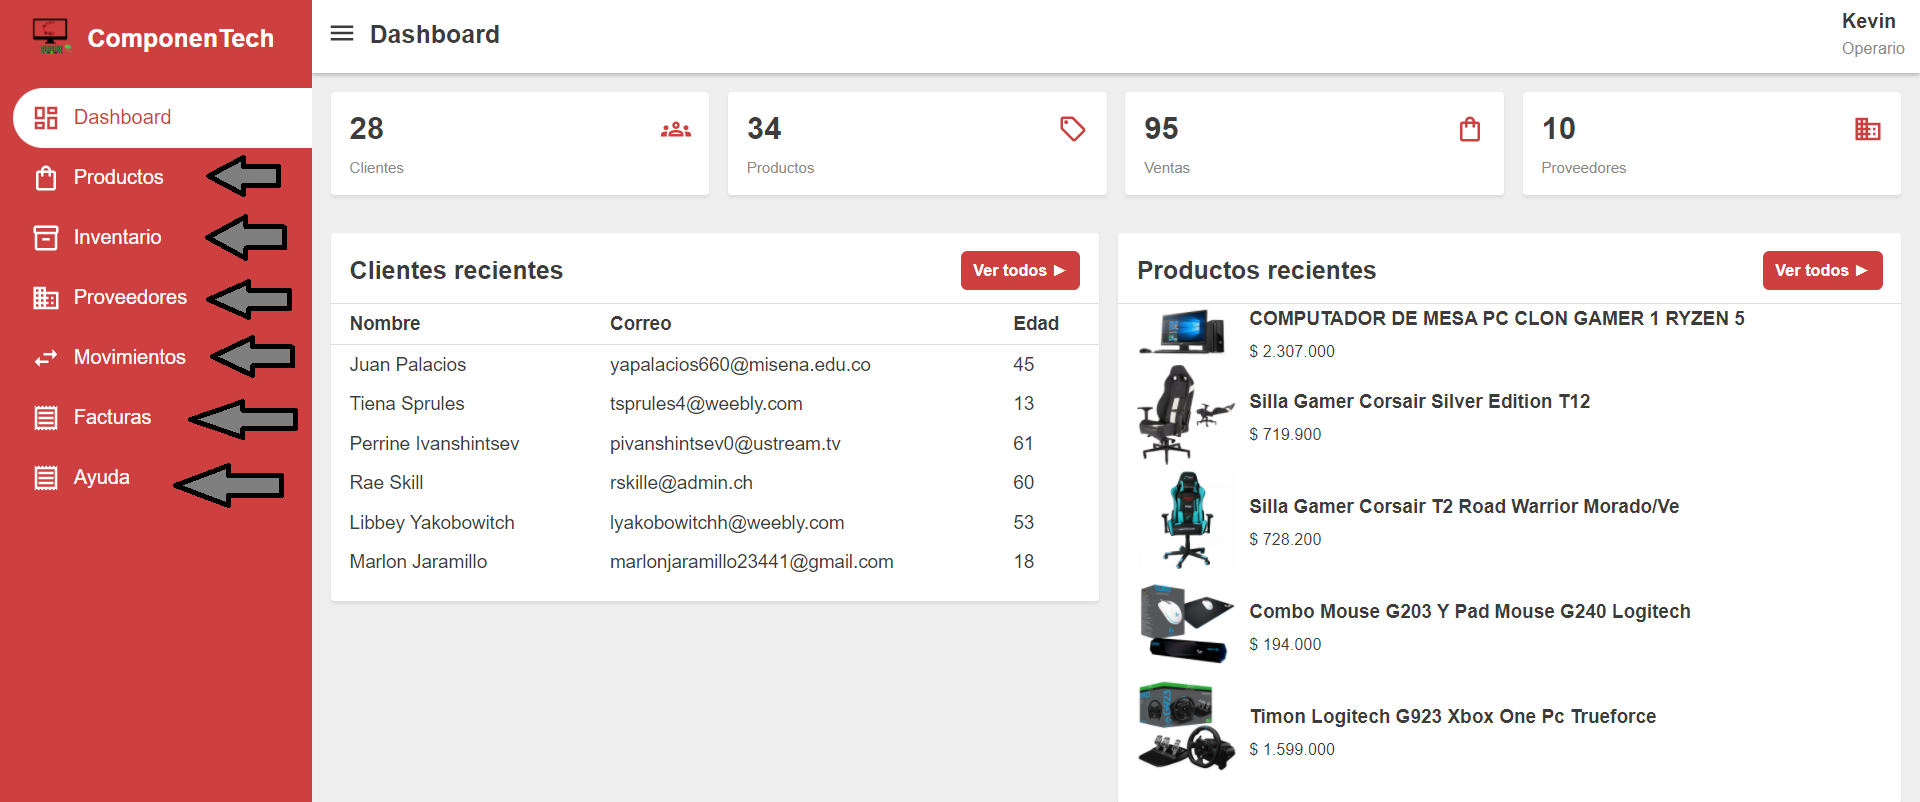 ComponenTech
Dashboard
Productos
Inventario
Proveedores
Movimientos
Facturas
Ayuda
Dashboard
Kevin
Operario
28
Clientes
34
Productos
95
Ventas
10
Proveedores
Clientes recientes
Ver todos ►
Nombre Correo Edad
Juan Palacios yapalacios660@misena.edu.co 45
Tiena Sprules tsprules4@weebly.com 13
Perrine Ivanshintsev pivanshintsev0@ustream.tv 61
Rae Skill rskille@admin.ch 60
Libbey Yakobowitch lyakobowitchh@weebly.com 53
Marlon Jaramillo marlonjaramillo23441@gmail.com 18
Productos recientes
Ver todos ►
COMPUTADOR DE MESA PC CLON GAMER 1 RYZEN 5
$ 2.307.000
Silla Gamer Corsair Silver Edition T12
$ 719.900
Silla Gamer Corsair T2 Road Warrior Morado/Ve
$ 728.200
Combo Mouse G203 Y Pad Mouse G240 Logitech
$ 194.000
Timon Logitech G923 Xbox One Pc Trueforce
$ 1.599.000